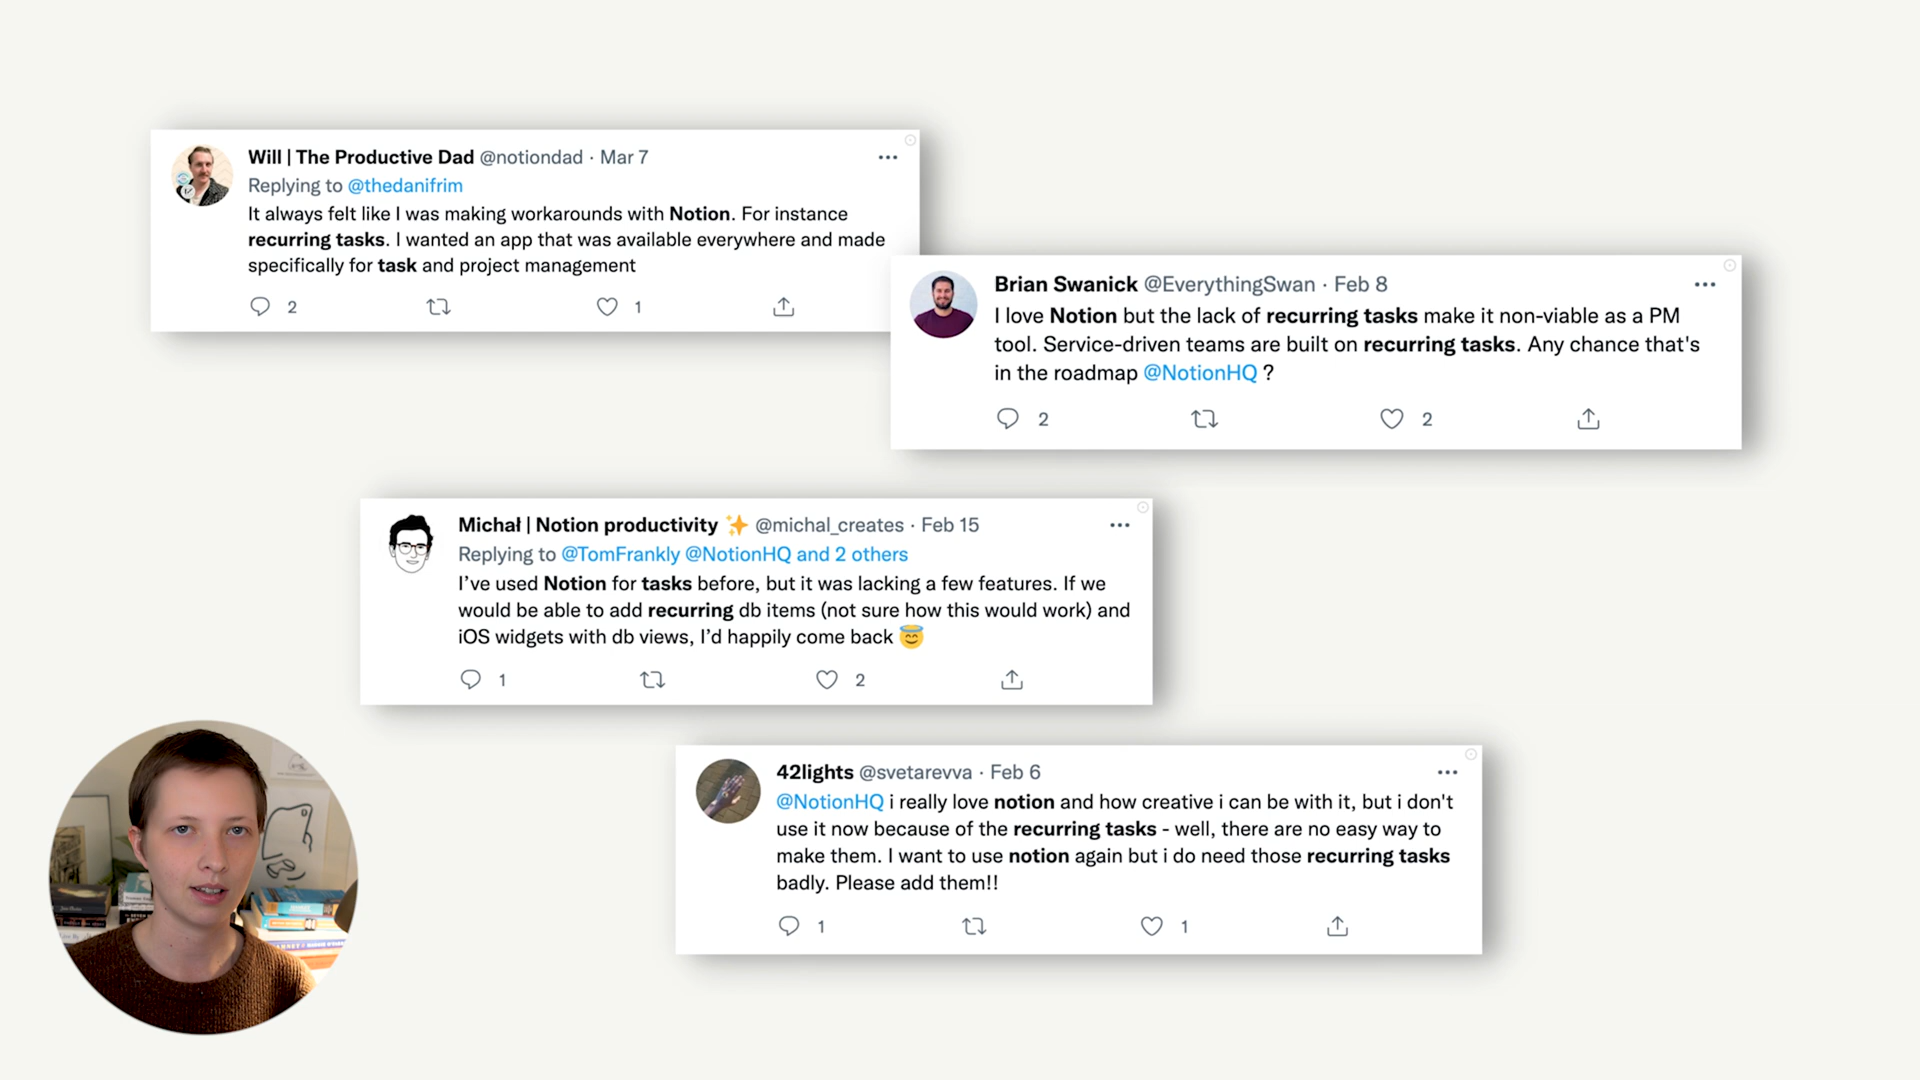 Will | The Productive Dad @notiondad · Mar 7
Replying to @thedanifrim
It always felt like I was making workarounds with Notion. For instance
recurring tasks. I wanted an app that was available everywhere and made
specifically for task and project management
2 1
Brian Swanick @EverythingSwan · Feb 8
I love Notion but the lack of recurring tasks make it non-viable as a PM
tool. Service-driven teams are built on recurring tasks. Any chance that's
in the roadmap @NotionHQ ?
2 2
Michał | Notion productivity ✨ @michal_creates · Feb 15
Replying to @TomFrankly @NotionHQ and 2 others
I’ve used Notion for tasks before, but it was lacking a few features. If we
would be able to add recurring db items (not sure how this would work) and
iOS widgets with db views, I’d happily come back 😇
1 2
42lights @svetarevva · Feb 6
@NotionHQ i really love notion and how creative i can be with it, but i don't
use it now because of the recurring tasks - well, there are no easy way to
make them. I want to use notion again but i do need those recurring tasks
badly. Please add them!!
1 1